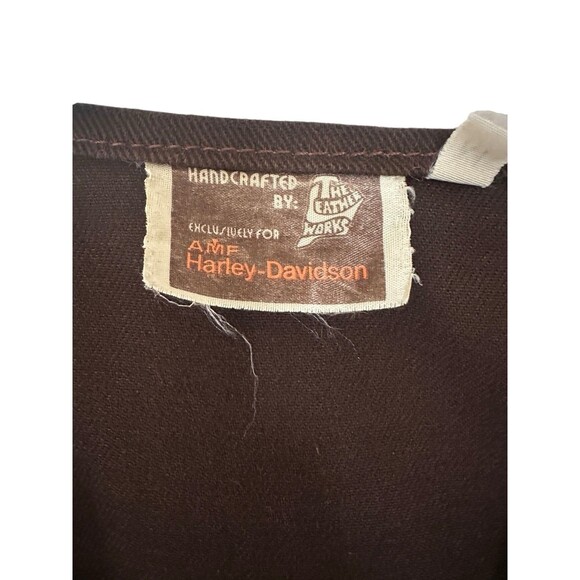 HANDCRAFTED
BY: THE
LEATHER
WORKS
EXCLUSIVELY FOR
AMF
Harley-Davidson